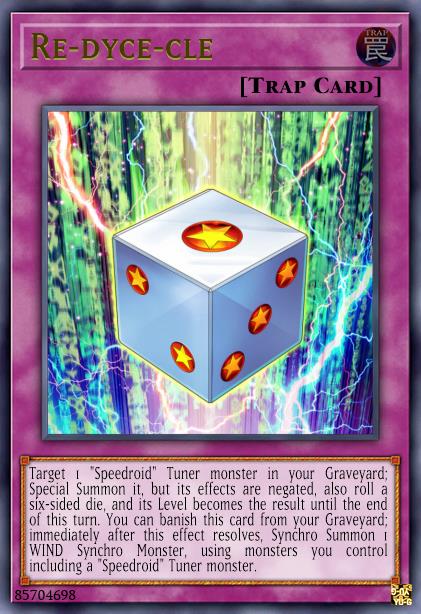 Re-dyce-cle
TRAP
罠
[Trap Card]
Target 1 "Speedroid" Tuner monster in your Graveyard;
Special Summon it, but its effects are negated, also roll a
six-sided die, and its Level becomes the result until the end
of this turn. You can banish this card from your Graveyard;
immediately after this effect resolves, Synchro Summon 1
WIND Synchro Monster, using monsters you control
including a "Speedroid" Tuner monster.
85704698